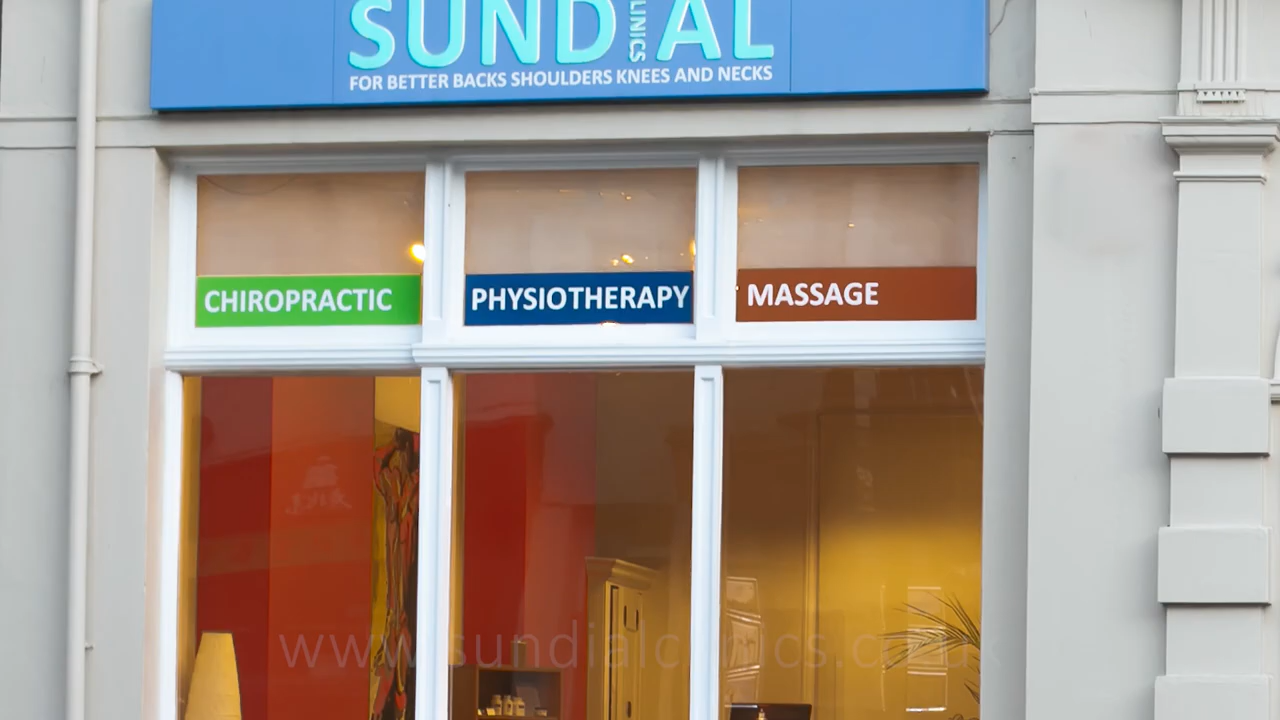 SUNDIAL
CLINICS
FOR BETTER BACKS SHOULDERS KNEES AND NECKS
CHIROPRACTIC
PHYSIOTHERAPY
MASSAGE
www.sundialclinics.co.uk